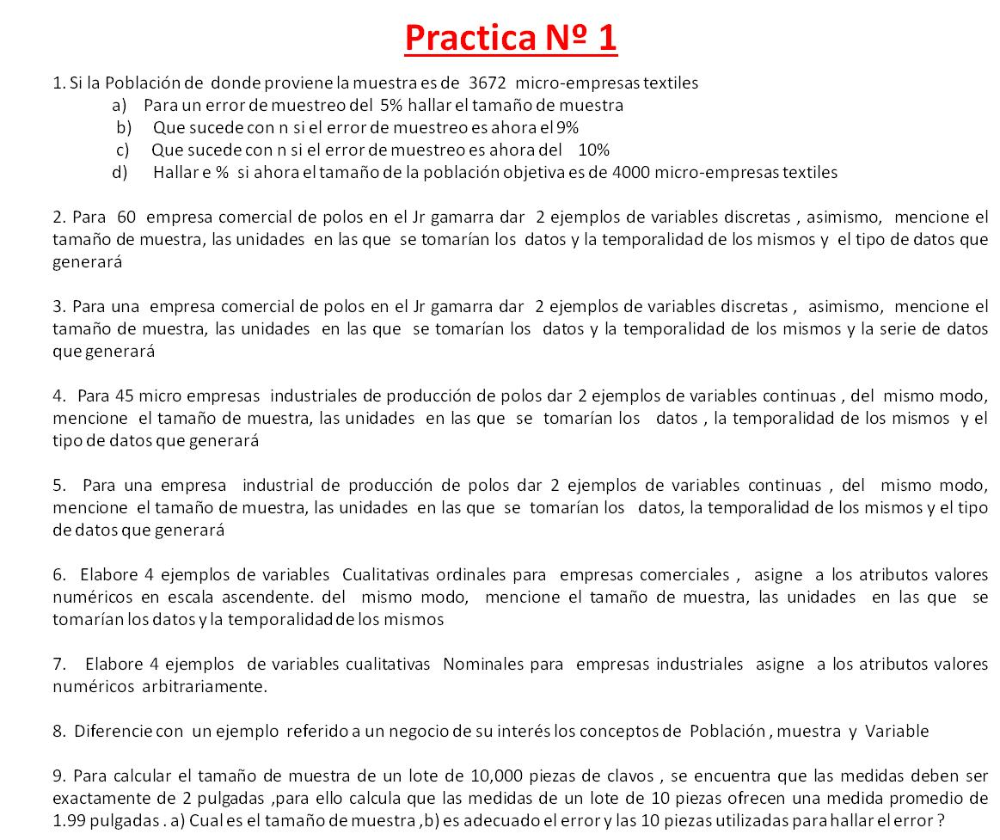 Practica Nº 1
1. Si la Población de donde proviene la muestra es de 3672 micro-empresas textiles
a) Para un error de muestreo del 5% hallar el tamaño de muestra
b) Que sucede con n si el error de muestreo es ahora el 9%
c) Que sucede con n si el error de muestreo es ahora del 10%
d) Hallar e % si ahora el tamaño de la población objetiva es de 4000 micro-empresas textiles
2. Para 60 empresa comercial de polos en el Jr gamarra dar 2 ejemplos de variables discretas , asimismo, mencione el
tamaño de muestra, las unidades en las que se tomarían los datos y la temporalidad de los mismos y el tipo de datos que
generará
3. Para una empresa comercial de polos en el Jr gamarra dar 2 ejemplos de variables discretas , asimismo, mencione el
tamaño de muestra, las unidades en las que se tomarían los datos y la temporalidad de los mismos y la serie de datos
que generará
4. Para 45 micro empresas industriales de producción de polos dar 2 ejemplos de variables continuas , del mismo modo,
mencione el tamaño de muestra, las unidades en las que se tomarían los datos , la temporalidad de los mismos y el
tipo de datos que generará
5. Para una empresa industrial de producción de polos dar 2 ejemplos de variables continuas , del mismo modo,
mencione el tamaño de muestra, las unidades en las que se tomarían los datos, la temporalidad de los mismos y el tipo
de datos que generará
6. Elabore 4 ejemplos de variables Cualitativas ordinales para empresas comerciales , asigne a los atributos valores
numéricos en escala ascendente. del mismo modo, mencione el tamaño de muestra, las unidades en las que se
tomarían los datos y la temporalidad de los mismos
7. Elabore 4 ejemplos de variables cualitativas Nominales para empresas industriales asigne a los atributos valores
numéricos arbitrariamente.
8. Diferencie con un ejemplo referido a un negocio de su interés los conceptos de Población , muestra y Variable
9. Para calcular el tamaño de muestra de un lote de 10,000 piezas de clavos , se encuentra que las medidas deben ser
exactamente de 2 pulgadas ,para ello calcula que las medidas de un lote de 10 piezas ofrecen una medida promedio de
1.99 pulgadas . a) Cual es el tamaño de muestra ,b) es adecuado el error y las 10 piezas utilizadas para hallar el error ?